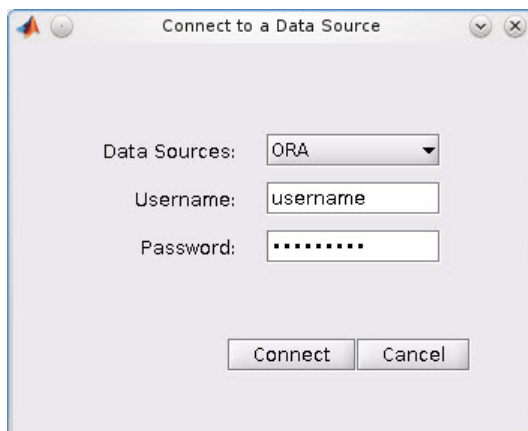 Connect to a Data Source
Data Sources: ORA
Username: username
Password: •••••••••
Connect Cancel